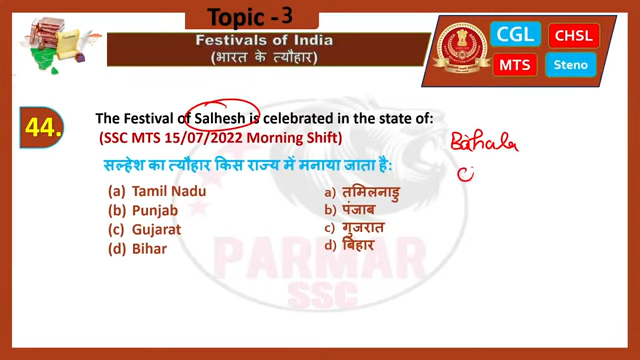 Topic -3
Festivals of India
(भारत के त्यौहार)
CGL
CHSL
MTS
Steno
44.
The Festival of Salhesh is celebrated in the state of:
(SSC MTS 15/07/2022 Morning Shift)
सल्हेश का त्यौहार किस राज्य में मनाया जाता है:
(a) Tamil Nadu
(b) Punjab
(c) Gujarat
(d) Bihar
a) तमिलनाडु
b) पंजाब
c) गुजरात
d) बिहार
PARMAR
SSC